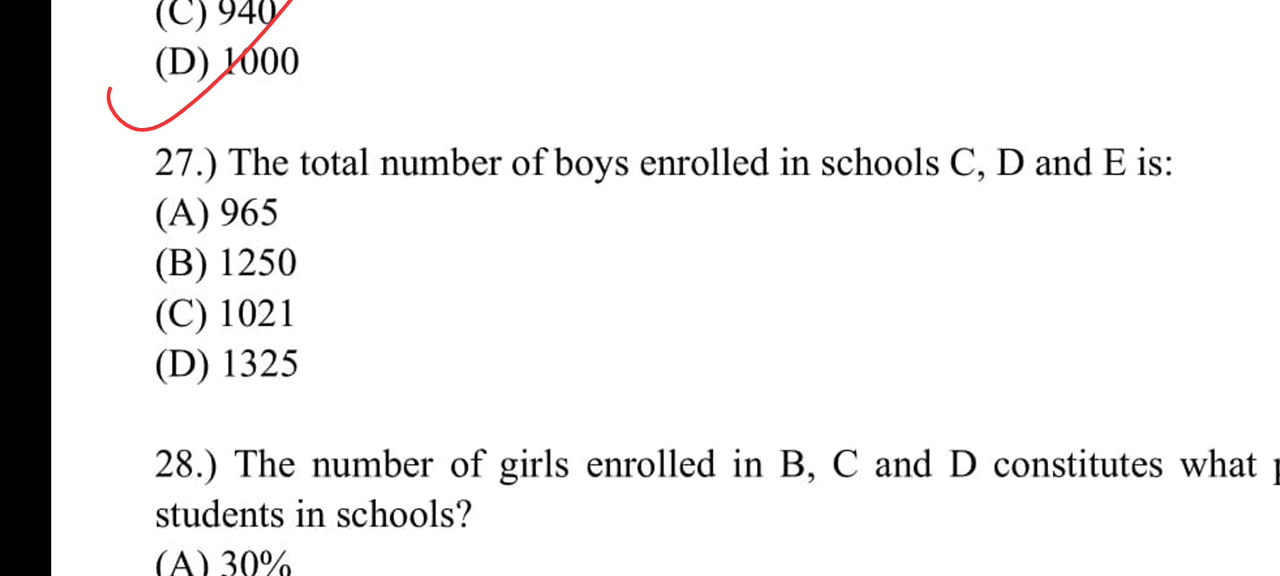 (C) 940
(D) 1000
27.) The total number of boys enrolled in schools C, D and E is:
(A) 965
(B) 1250
(C) 1021
(D) 1325
28.) The number of girls enrolled in B, C and D constitutes what
students in schools?
(A) 30%